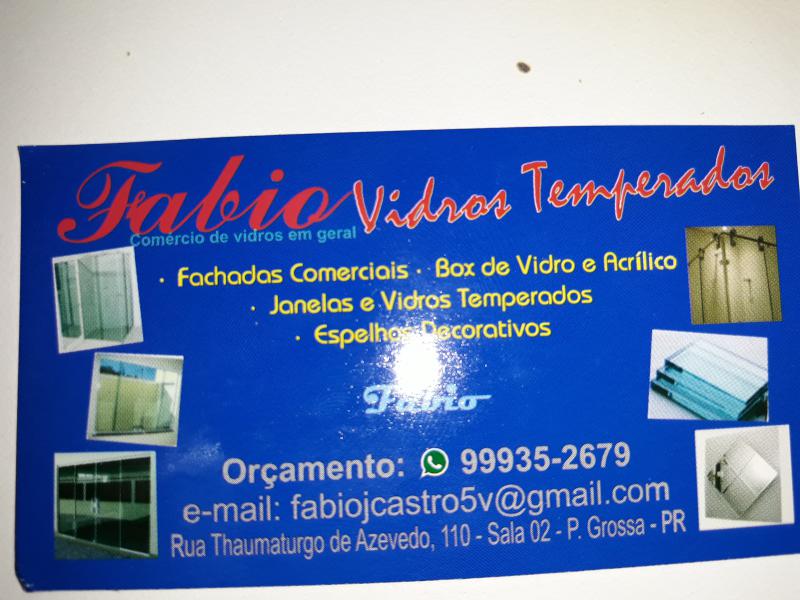 Fabio Vidros Temperados
Comércio de vidros em geral
· Fachadas Comerciais · Box de Vidro e Acrílico
· Janelas e Vidros Temperados
· Espelhos Decorativos
Fabio
Orçamento: 99935-2679
e-mail: fabiojcastro5v@gmail.com
Rua Thaumaturgo de Azevedo, 110 - Sala 02 - P. Grossa - PR